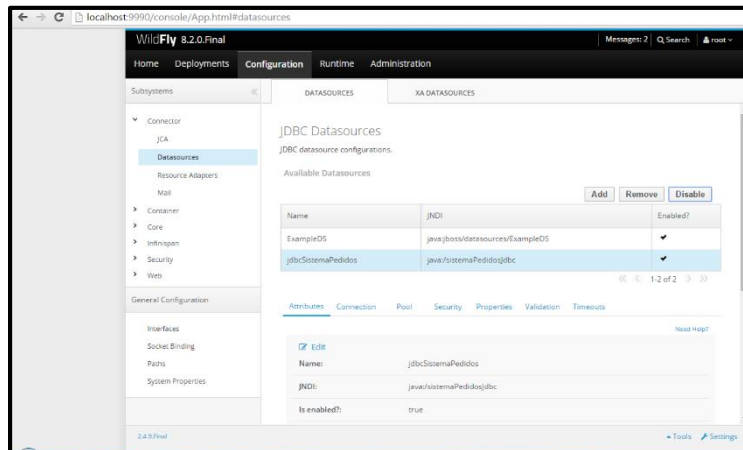 localhost:9990/console/App.html#datasources
WildFly 8.2.0.Final
Messages: 2 Search root
Home Deployments Configuration Runtime Administration
Subsystems
DATASOURCES XA DATASOURCES
Connector
JCA
Datasources
Resource Adapters
Mail
Container
Core
Infinispan
Security
Web
General Configuration
Interfaces
Socket Binding
Paths
System Properties
JDBC Datasources
JDBC datasource configurations.
Available Datasources
Add Remove Disable
Name JNDI Enabled?
ExampleDS java:jboss/datasources/ExampleDS
jdbcSistemaPedidos java:/sistemaPedidosJdbc
1-2 of 2
Attributes Connection Pool Security Properties Validation Timeouts
Need Help?
Edit
Name: jdbcSistemaPedidos
JNDI: java:/sistemaPedidosJdbc
Is enabled?: true
2.4.9.Final
Tools Settings